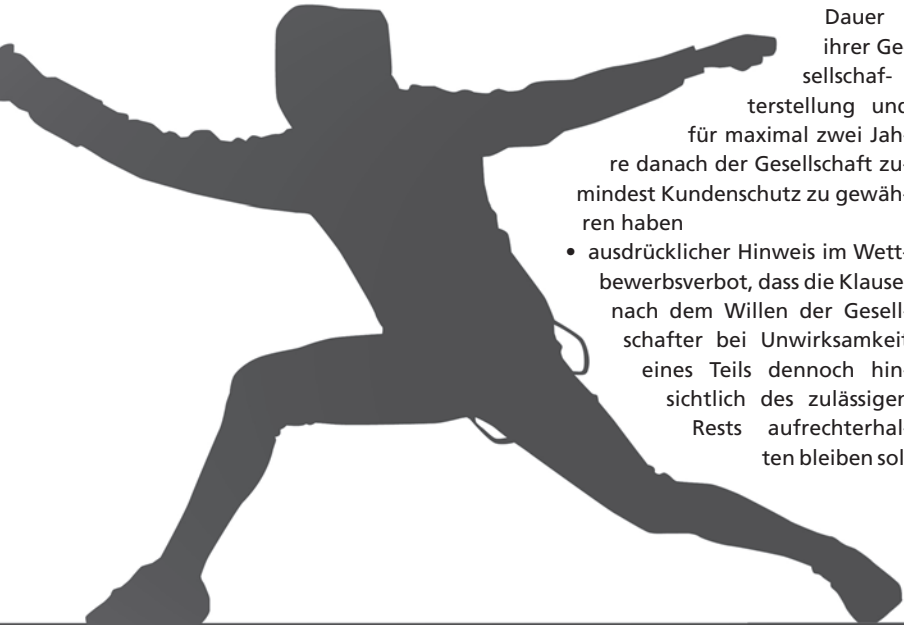 Dauer
ihrer Ge-
sellschaf-
terstellung und
für maximal zwei Jah-
re danach der Gesellschaft zu-
mindest Kundenschutz zu gewäh-
ren haben
• ausdrücklicher Hinweis im Wett-
bewerbsverbot, dass die Klause
nach dem Willen der Gesell-
schafter bei Unwirksamkeit
eines Teils dennoch hin-
sichtlich des zulässigen
Rests aufrechterhal-
ten bleiben sol